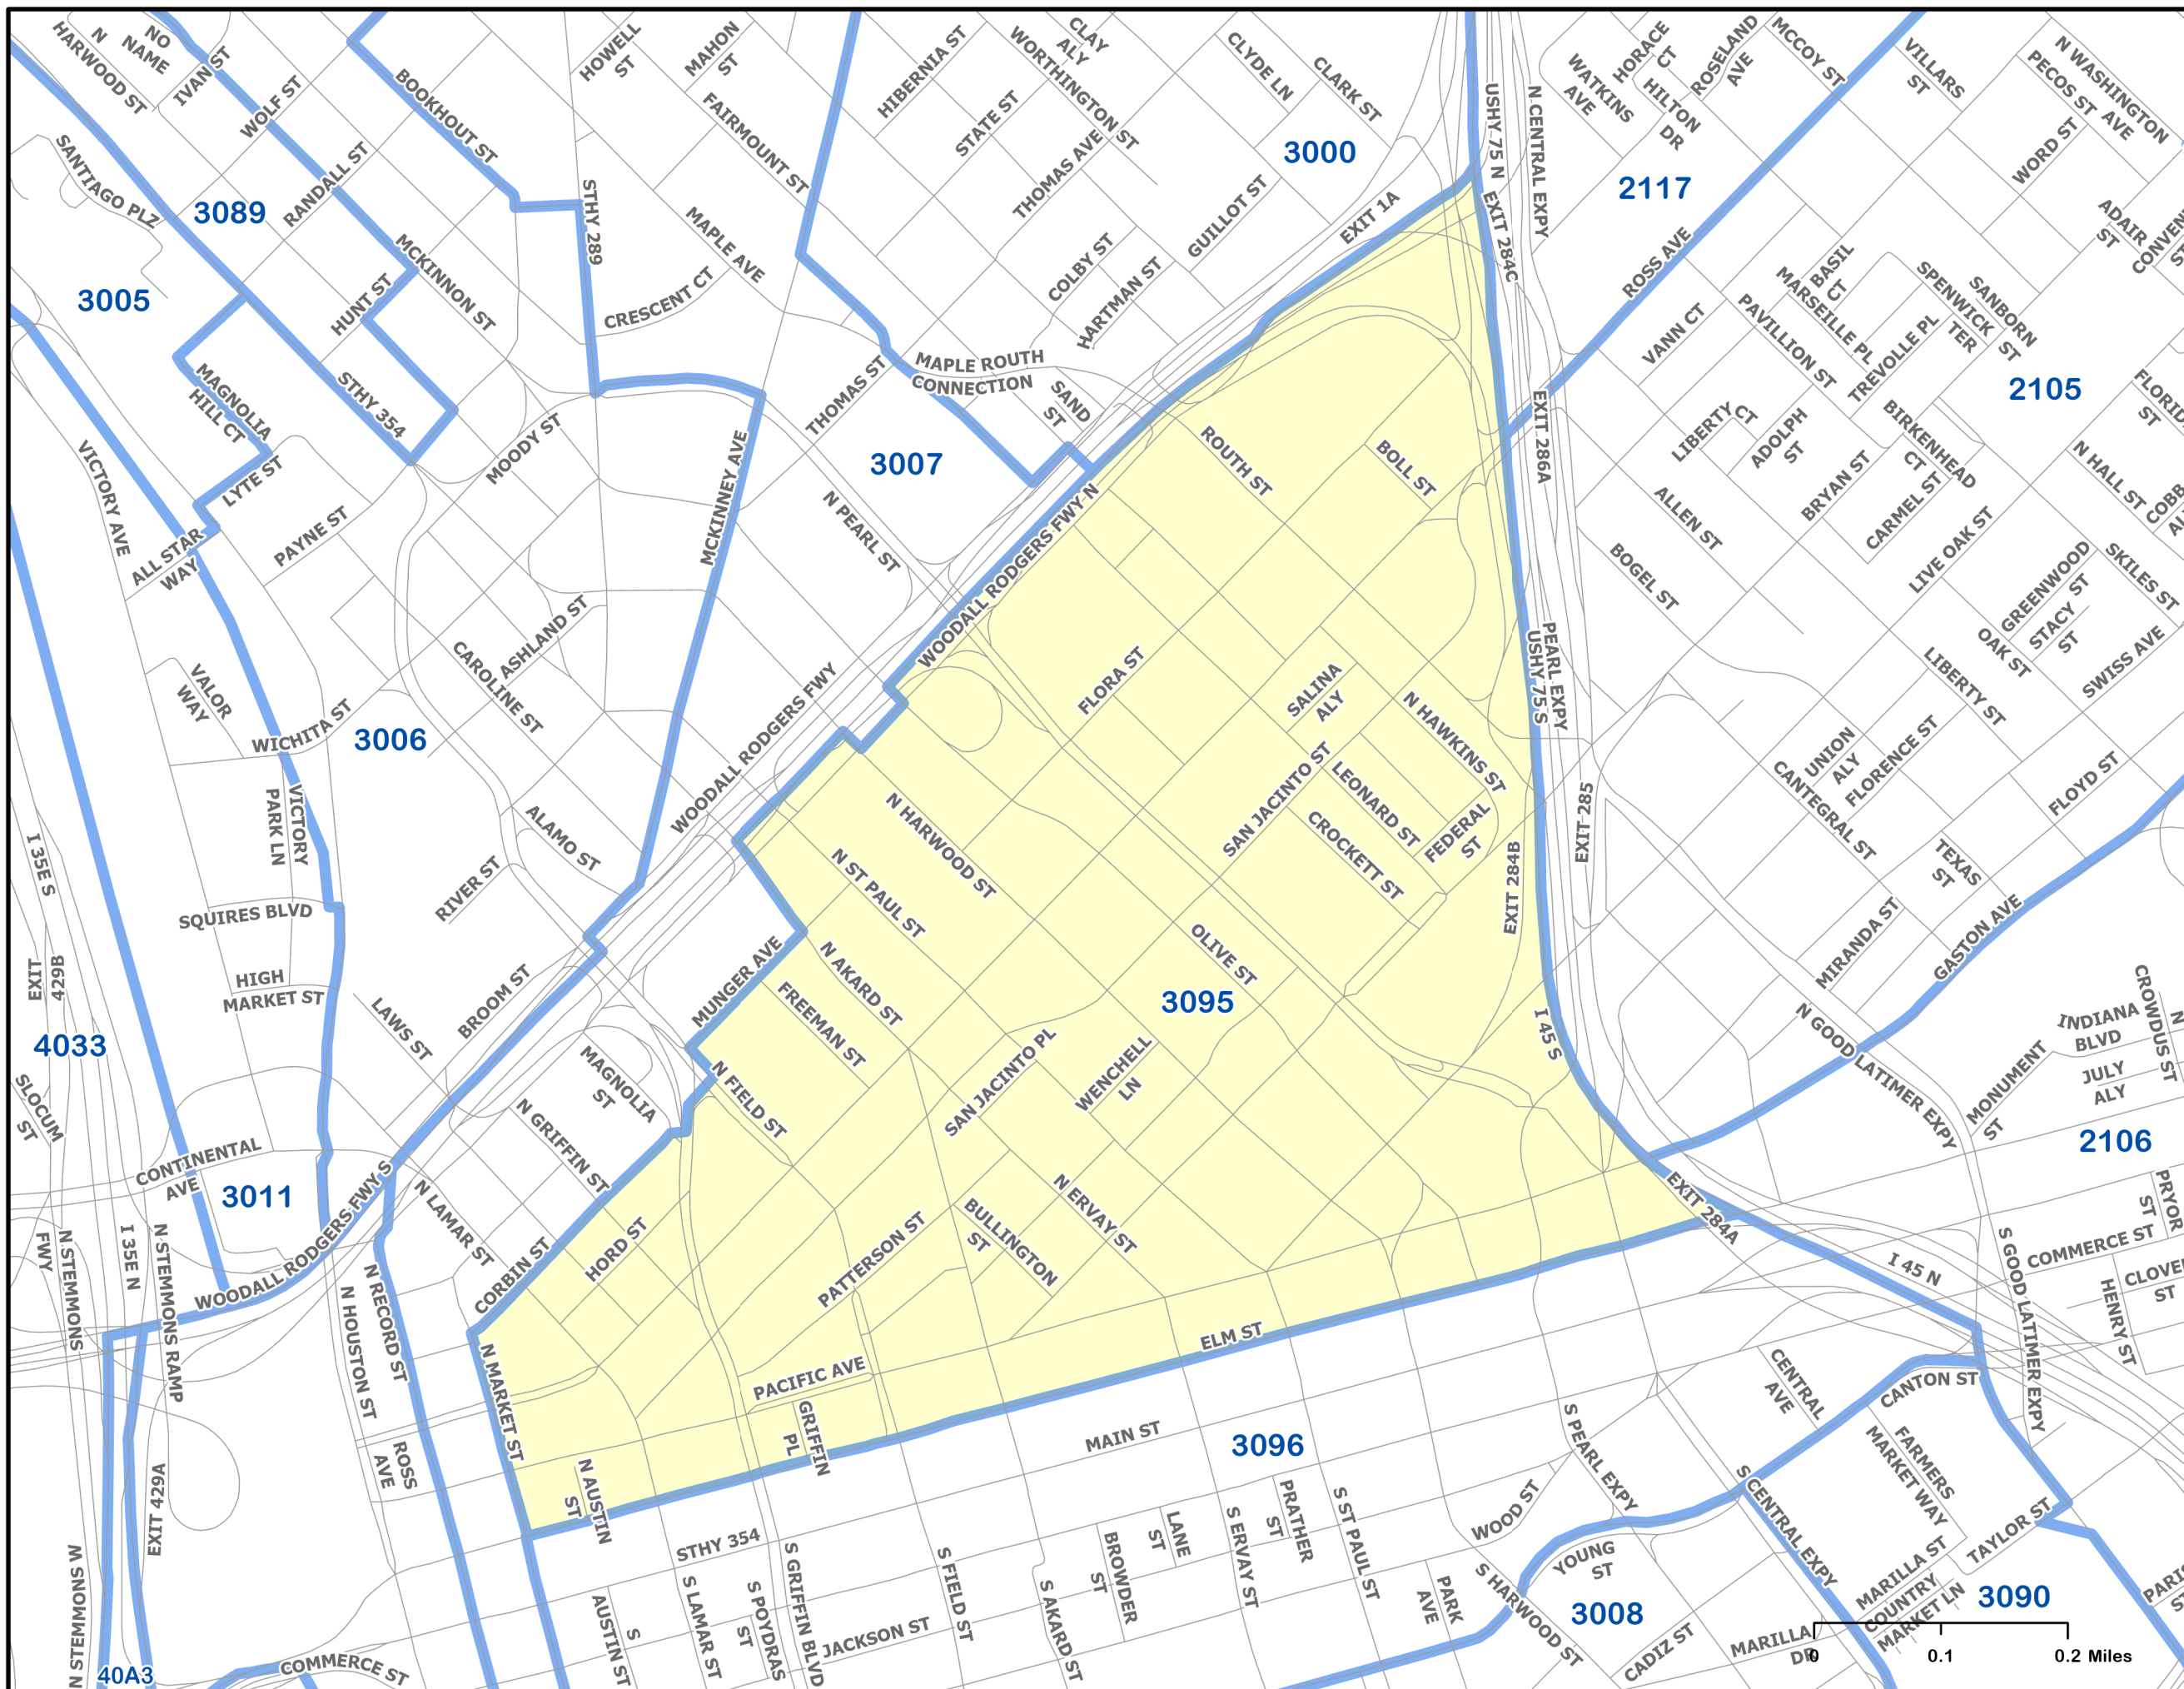 N
HARWOOD ST
NO
NAME
IVAN ST
WOLF ST
BOOKHOUT ST
HOWELL
ST
MAHON
ST
FAIRMOUNT ST
HIBERNIA ST
STATE ST
WORTHINGTON ST
CLAY
ALY
THOMAS AVE
CLYDE LN
CLARK ST
3000
USHY 75 N
N CENTRAL EXPY
WATKINS
AVE
HORACE
CT
HILTON
DR
ROSELAND
AVE
MCCOY ST
VILLARS
ST
N WASHINGTON
AVE
PECOS ST
WORD ST
ADAIR
ST
2117
SANTIAGO PLZ
3089
RANDALL ST
STHY 289
MAPLE AVE
CRESCENT CT
COLBY ST
HARTMAN ST
GUILLOT ST
EXIT 1A
EXIT 284C
ROSS AVE
3005
HUNT ST
MCKINNON ST
MAGNOLIA
HILL CT
STHY 354
LYTE ST
MOODY ST
MAPLE ROUTH
CONNECTION
SAND
ST
THOMAS ST
3007
MCKINNEY AVE
N PEARL ST
VANN CT
BASIL
CT
MARSEILLE PL
PAVILLION ST
TREVOLLE PL
SPENWICK
TER
SANBORN
ST
2105
LIBERTY CT
ADOLPH
ST
BIRKENHEAD
CT
CARMEL ST
BRYAN ST
N HALL ST
VICTORY AVE
ALL STAR
WAY
PAYNE ST
ROUTH ST
BOLL ST
EXIT 286A
ALLEN ST
BOGEL ST
LIVE OAK ST
GREENWOOD
ST
STACY
ST
SKILES ST
OAK ST
LIBERTY ST
SWISS AVE
WOODALL RODGERS FWY N
CAROLINE ST
ASHLAND ST
VALOR
WAY
WICHITA ST
3006
FLORA ST
SALINA
ALY
N HAWKINS ST
PEARL EXPY
USHY 75 S
WOODALL RODGERS FWY
UNION
ALY
FLORENCE ST
CANTEGRAL ST
FLOYD ST
VICTORY
PARK LN
ALAMO ST
RIVER ST
SQUIRES BLVD
HIGH
MARKET ST
I 35E S
EXIT
429B
4033
SLOCUM
ST
N HARWOOD ST
N ST PAUL ST
SAN JACINTO ST
LEONARD ST
CROCKETT ST
FEDERAL
ST
EXIT 284B
EXIT 285
TEXAS
ST
MIRANDA ST
GASTON AVE
LAWS ST
BROOM ST
MUNGER AVE
N AKARD ST
FREEMAN ST
OLIVE ST
3095
I 45 S
N GOOD LATIMER EXPY
INDIANA
BLVD
CROWDUS ST
N
MONUMENT
ST
JULY
ALY
2106
MAGNOLIA
ST
N FIELD ST
SAN JACINTO PL
WENCHELL
LN
CONTINENTAL
AVE
3011
N GRIFFIN ST
N LAMAR ST
CORBIN ST
HORD ST
PATTERSON ST
BULLINGTON
ST
N ERVAY ST
EXIT 284A
PRYOR
ST
COMMERCE ST
I 45 N
S GOOD LATIMER EXPY
HENRY ST
N STEMMONS
FWY
I 35E N
N STEMMONS RAMP
WOODALL RODGERS FWY S
N HOUSTON ST
N RECORD ST
N MARKET ST
PACIFIC AVE
GRIFFIN
PL
ELM ST
MAIN ST
3096
CENTRAL
AVE
CANTON ST
FARMERS
MARKET WAY
ROSS
AVE
N AUSTIN
ST
EXIT 429A
STHY 354
S PEARL EXPY
WOOD ST
S CENTRAL EXPY
YOUNG
ST
TAYLOR ST
MARILLA ST
COUNTRY
MARKET LN
3090
N STEMMONS W
40A3
COMMERCE ST
S
AUSTIN ST
S LAMAR ST
S POYDRAS
ST
S GRIFFIN BLVD
JACKSON ST
S FIELD ST
S AKARD ST
BROWDER
ST
LANE
ST
S ERVAY ST
PRATHER
ST
S ST PAUL ST
PARK
AVE
S HARWOOD ST
3008
CADIZ ST
MARILLA
DR
0 0.1 0.2 Miles